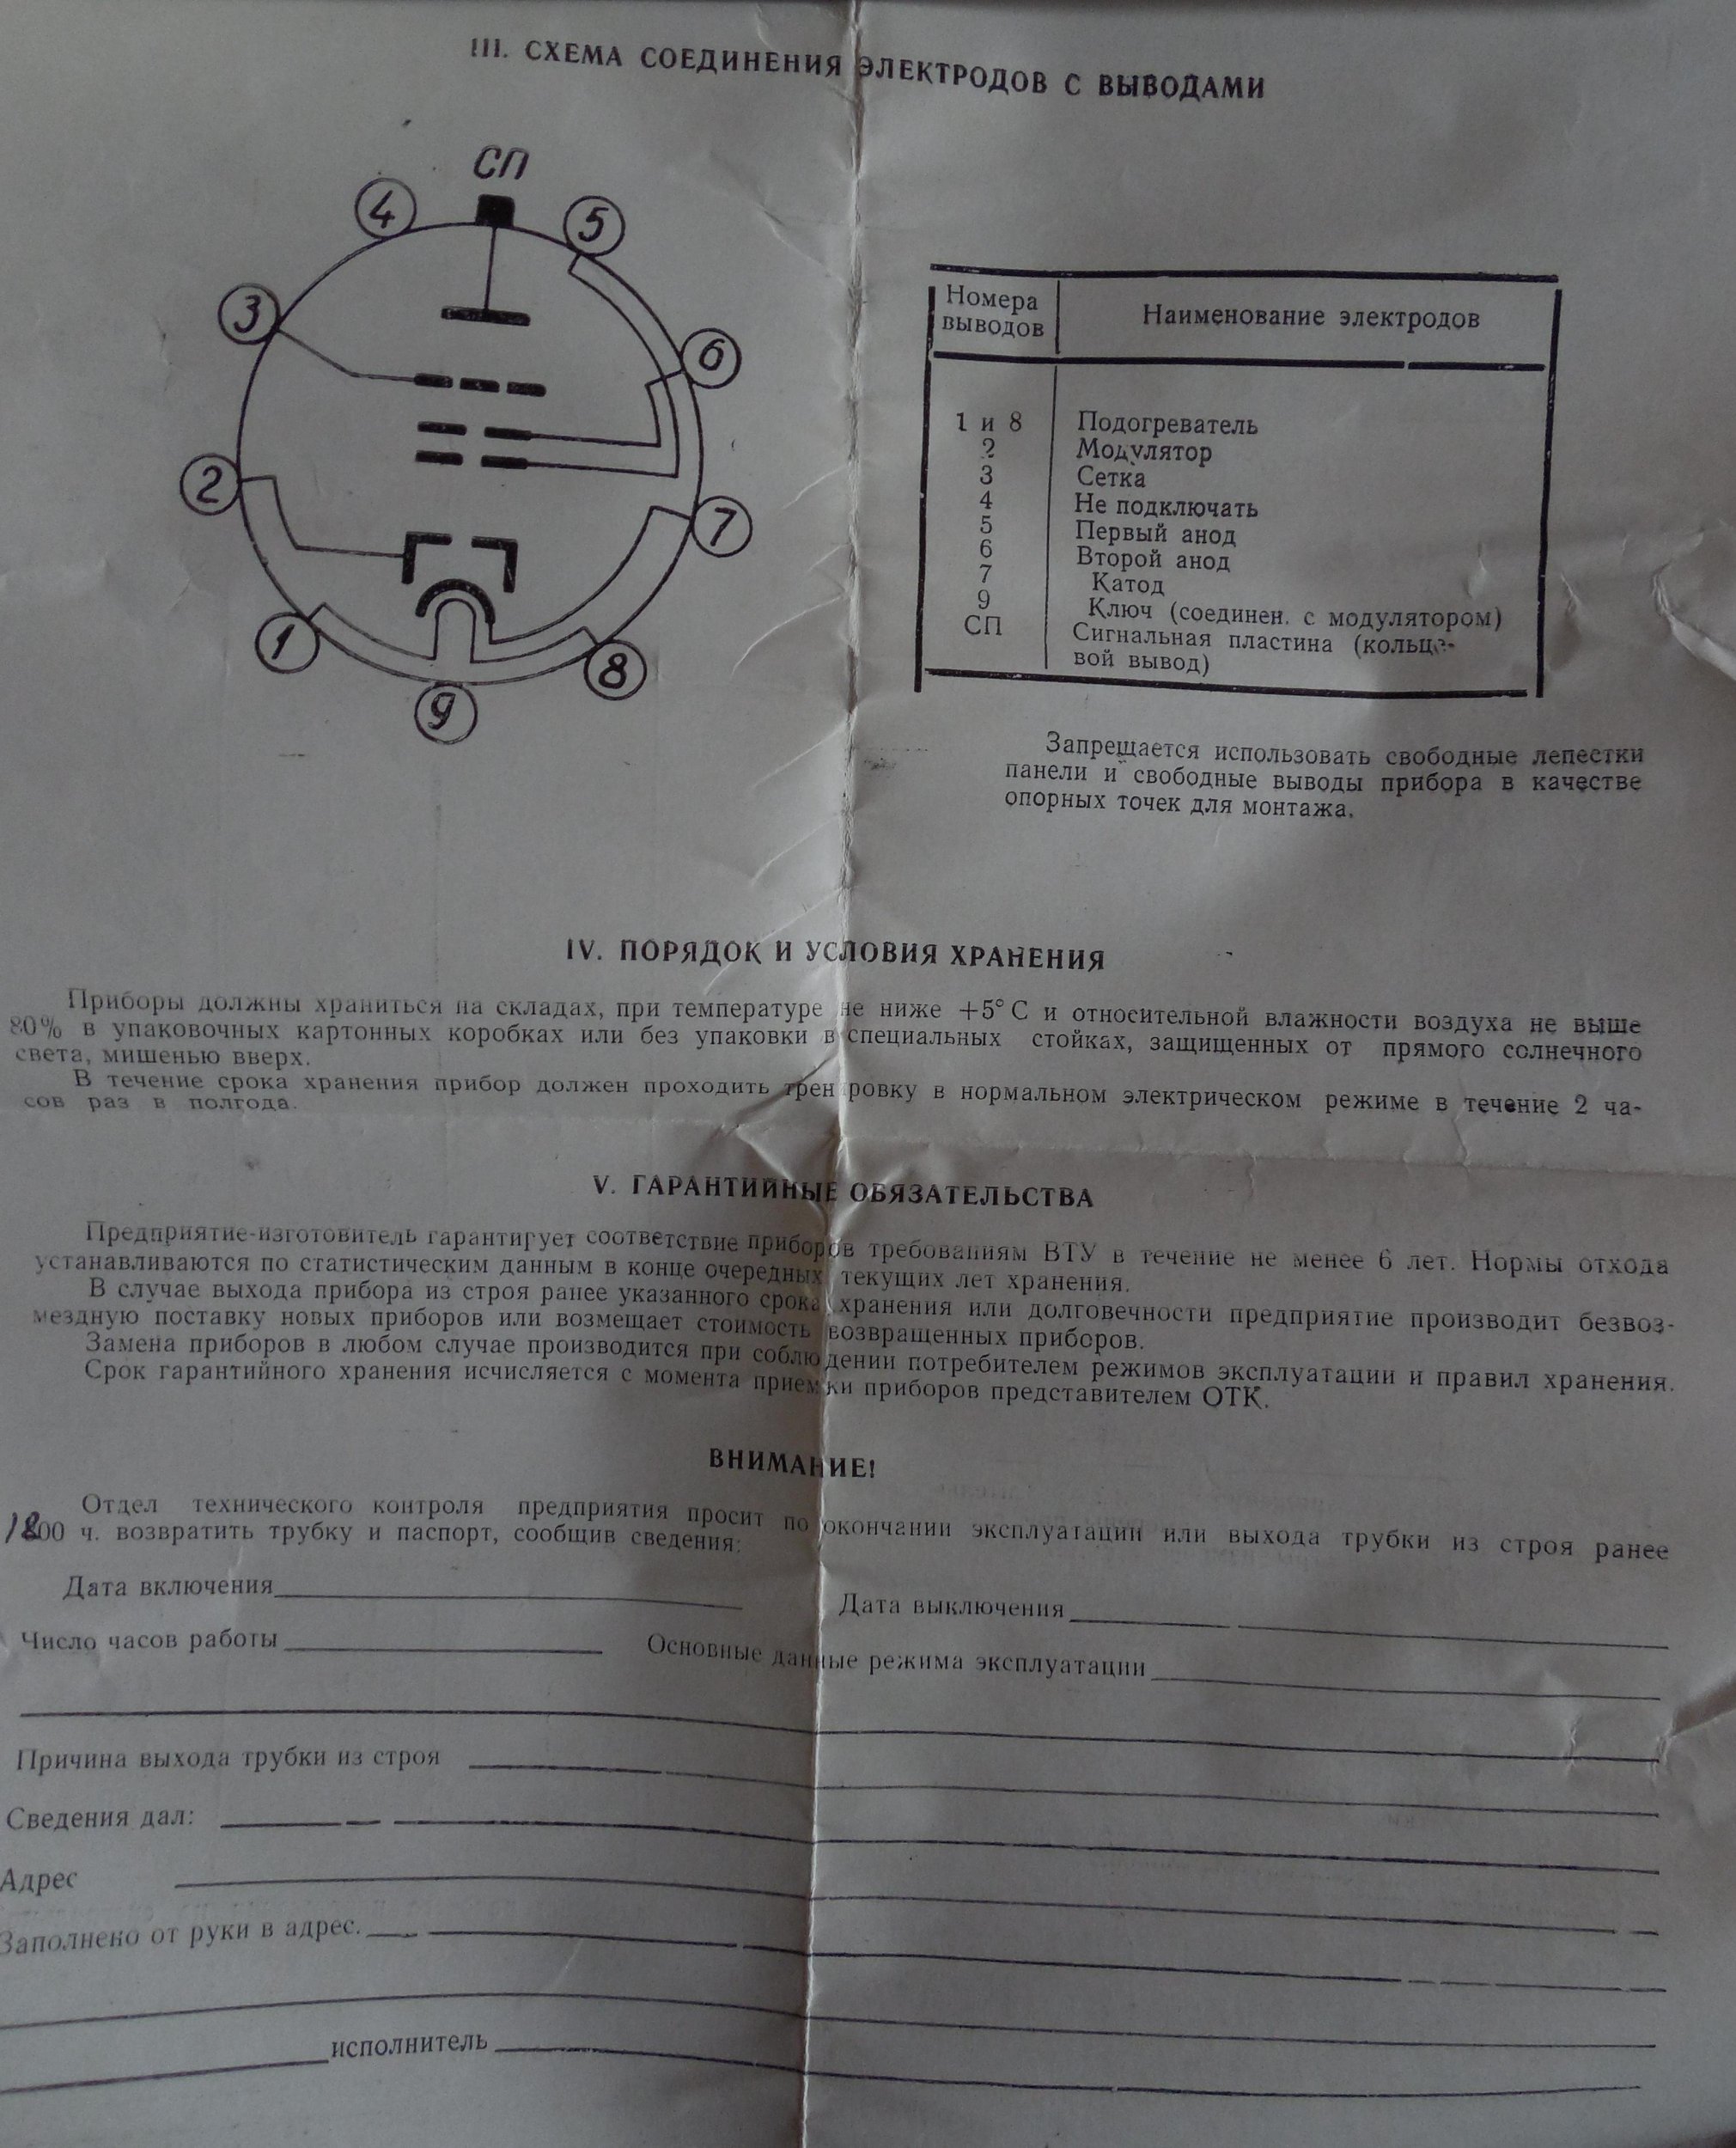 III. СХЕМА СОЕДИНЕНИЯ ЭЛЕКТРОДОВ С ВЫВОДАМИ
СП
4
5
3
6
2
7
1
8
9
Номера выводов
Наименование электродов
1 и 8 Подогреватель
2 Модулятор
3 Сетка
4 Не подключать
5 Первый анод
6 Второй анод
7 Катод
9 Ключ (соединен. с модулятором)
СП Сигнальная пластина (кольце-
вой вывод)
Запрещается использовать свободные лепестки
панели и свободные выводы прибора в качестве
опорных точек для монтажа.
IV. ПОРЯДОК И УСЛОВИЯ ХРАНЕНИЯ
Приборы должны храниться на складах, при температуре не ниже +5° С и относительной влажности воздуха не выше
80% в упаковочных картонных коробках или без упаковки в специальных стойках, защищенных от прямого солнечного
света, мишенью вверх.
В течение срока хранения прибор должен проходить тренировку в нормальном электрическом режиме в течение 2 ча-
сов раз в полгода.
V. ГАРАНТИЙНЫЕ ОБЯЗАТЕЛЬСТВА
Предприятие-изготовитель гарантирует соответствие приборов требованиям ВТУ в течение не менее 6 лет. Нормы отхода
устанавливаются по статистическим данным в конце очередных текущих лет хранения.
В случае выхода прибора из строя ранее указанного срока хранения или долговечности предприятие производит безвоз-
мездную поставку новых приборов или возмещает стоимость возвращенных приборов.
Замена приборов в любом случае производится при соблюдении потребителем режимов эксплуатации и правил хранения.
Срок гарантийного хранения исчисляется с момента приемки приборов представителем ОТК.
ВНИМАНИЕ!
Отдел технического контроля предприятия просит по окончании эксплуатации или выхода трубки из строя ранее
ч. возвратить трубку и паспорт, сообщив сведения:
Дата включения Дата выключения
Число часов работы Основные данные режима эксплуатации
Причина выхода трубки из строя
Сведения дал:
Адрес
Заполнено от руки в адрес.
исполнитель